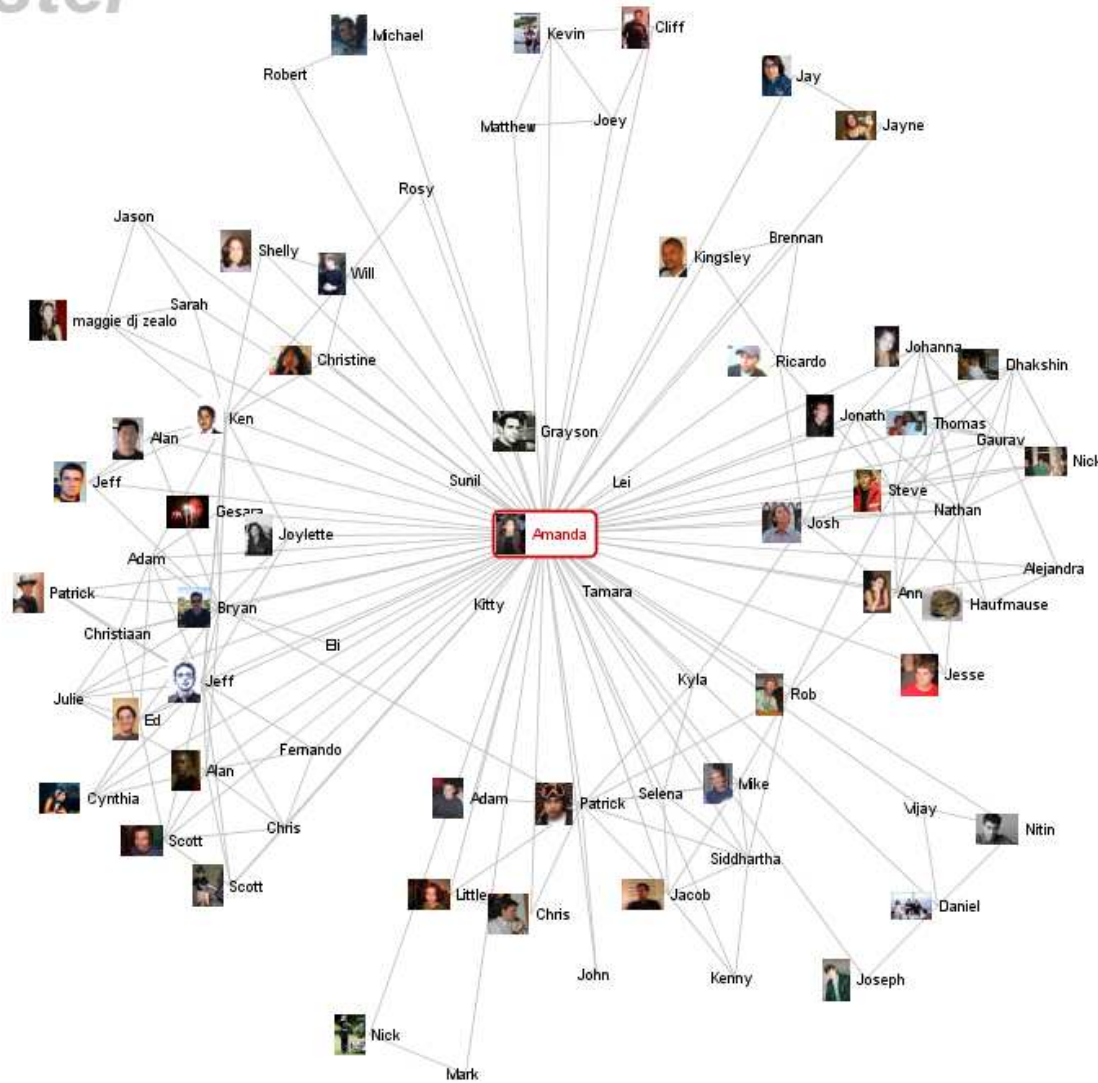 ster
Michael
Kevin
Cliff
Robert
Jay
Matthew
Joey
Jayne
Rosy
Jason
Shelly
Will
Brennan
Kingsley
Sarah
maggie dj zealo
Christine
Johanna
Ricardo
Dhakshin
Ken
Alan
Grayson
Jonath
Thomas
Gaurav
Jeff
Sunil
Lei
Nick
Steve
Gesara
Joylette
Amanda
Josh
Nathan
Adam
Alejandra
Patrick
Bryan
Kitty
Tamara
Ann
Haufmause
Christiaan
Eli
Jeff
Kyla
Jesse
Julie
Ed
Rob
Fernando
Cynthia
Alan
Adam
Patrick
Selena
Mike
Vijay
Nitin
Chris
Scott
Siddhartha
Scott
Little
Chris
Jacob
Daniel
John
Kenny
Joseph
Nick
Mark